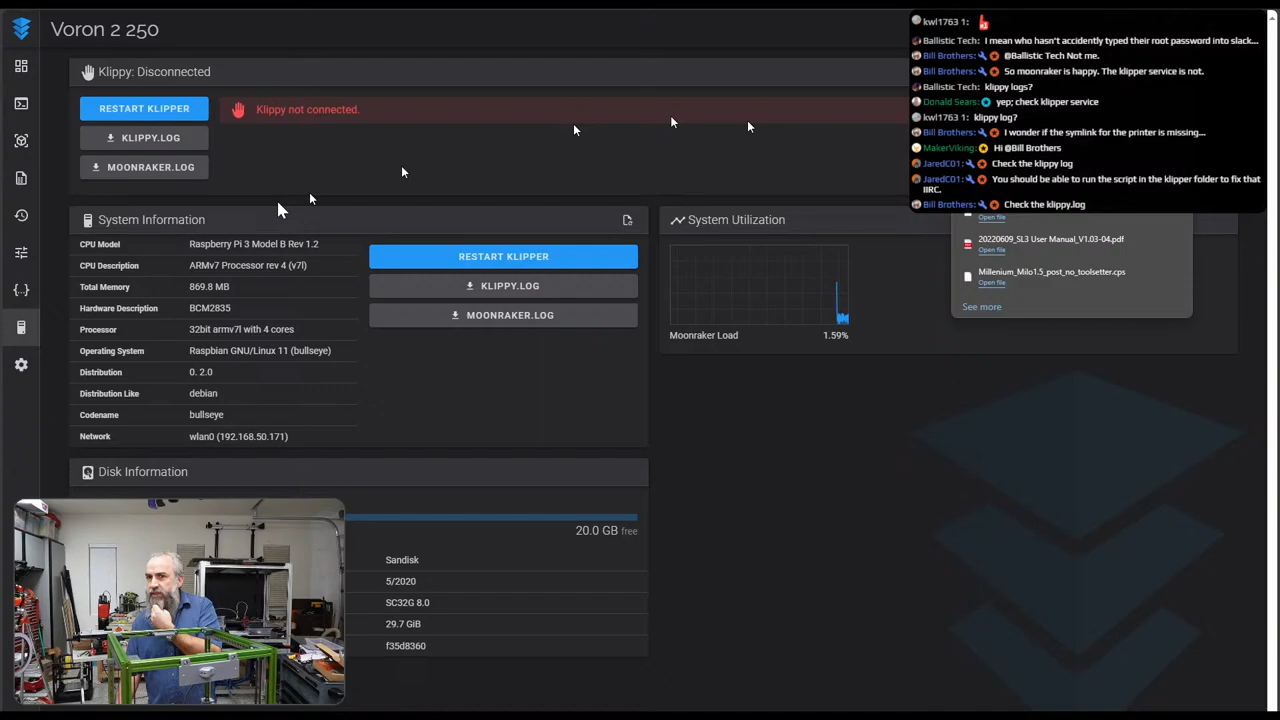 Voron 2 250
Klippy: Disconnected
RESTART KLIPPER
Klippy not connected.
KLIPPY.LOG
MOONRAKER.LOG
kwl1763 1:
Ballistic Tech: I mean who hasn't accidently typed their root password into slack...
Bill Brothers: @Ballistic Tech Not me.
Bill Brothers: So moonraker is happy. The klipper service is not.
Ballistic Tech: klippy logs?
Donald Sears: yep; check klipper service
kwl1763 1: klippy log?
Bill Brothers: I wonder if the symlink for the printer is missing...
MakerViking: Hi @Bill Brothers
JaredC01: Check the klippy log
JaredC01: You should be able to run the script in the klipper folder to fix that
IIRC.
Bill Brothers: Check the klippy.log
Open file
20220609_SL3 User Manual_V1.03-04.pdf
Open file
Millenium_Milo1.5_post_no_toolsetter.cps
Open file
See more
System Information
CPU Model Raspberry Pi 3 Model B Rev 1.2
CPU Description ARMv7 Processor rev 4 (v7l)
Total Memory 869.8 MB
Hardware Description BCM2835
Processor 32bit armv7l with 4 cores
Operating System Raspbian GNU/Linux 11 (bullseye)
Distribution 0. 2.0
Distribution Like debian
Codename bullseye
Network wlan0 (192.168.50.171)
RESTART KLIPPER
KLIPPY.LOG
MOONRAKER.LOG
System Utilization
Moonraker Load 1.59%
Disk Information
20.0 GB free
Sandisk
5/2020
SC32G 8.0
29.7 GiB
f35d8360